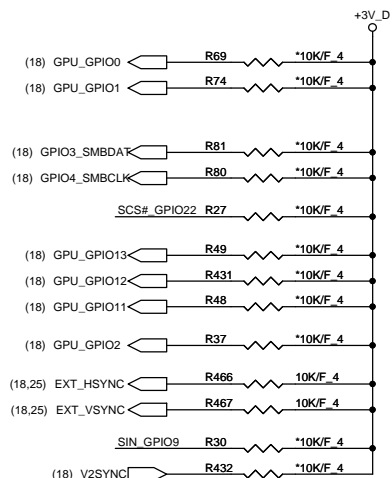 +3V_D
(18) GPU_GPIO0 R69 *10K/F_4
(18) GPU_GPIO1 R74 *10K/F_4
(18) GPIO3_SMBDAT R81 *10K/F_4
(18) GPIO4_SMBCLK R80 *10K/F_4
SCS#_GPIO22 R27 *10K/F_4
(18) GPU_GPIO13 R49 *10K/F_4
(18) GPU_GPIO12 R431 *10K/F_4
(18) GPU_GPIO11 R48 *10K/F_4
(18) GPU_GPIO2 R37 *10K/F_4
(18,25) EXT_HSYNC R466 10K/F_4
(18,25) EXT_VSYNC R467 10K/F_4
SIN_GPIO9 R30 *10K/F_4
(18) V2SYNC R432 *10K/F_4